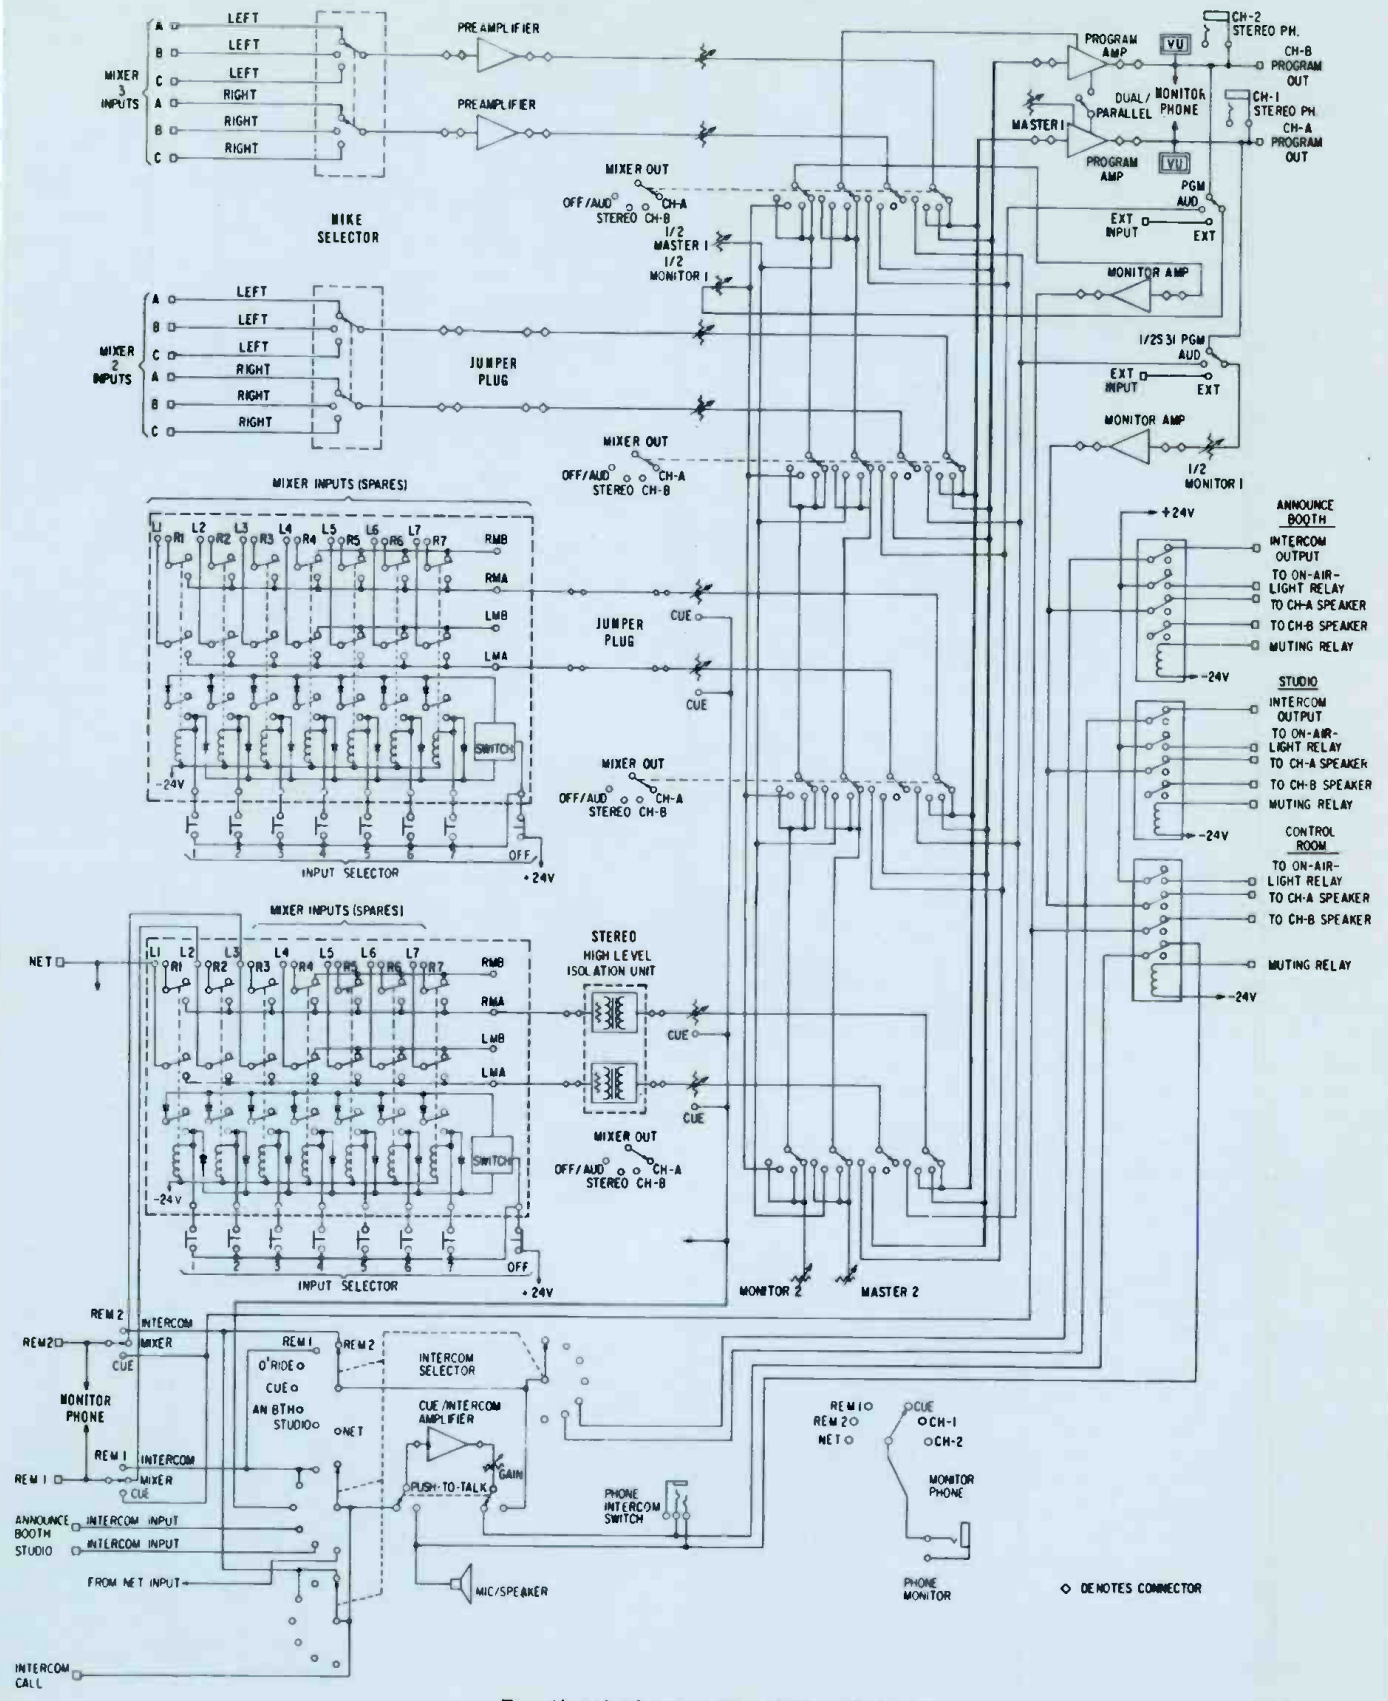 A
LEFT
B
LEFT
C
LEFT
MIXER
3
INPUTS
A
RIGHT
B
RIGHT
C
RIGHT
PREAMPLIFIER
PREAMPLIFIER
MIKE
SELECTOR
MIXER OUT
OFF/AUD
CH-A
STEREO CH-B
1/2
MASTER 1
1/2
MONITOR 1
PROGRAM
AMP
VU
CH-2
STEREO PH.
CH-B
PROGRAM
OUT
DUAL/
PARALLEL
MONITOR
PHONE
MASTER 1
CH-1
STEREO PH.
CH-A
PROGRAM
OUT
PROGRAM
AMP
VU
PGM
AUD
EXT
INPUT
EXT
MONITOR AMP
1/2S31 PGM
AUD
EXT
INPUT
EXT
MONITOR AMP
1/2
MONITOR 1
A
LEFT
B
LEFT
C
LEFT
MIXER
2
INPUTS
A
RIGHT
B
RIGHT
C
RIGHT
JUMPER
PLUG
MIXER OUT
OFF/AUD
CH-A
STEREO CH-B
MIXER INPUTS (SPARES)
L1 R1 L2 R2 L3 R3 L4 R4 L5 R5 L6 R6 L7 R7
RMB
RMA
LMB
LMA
SWITCH
-24V
1 2 3 4 5 6 7 OFF
INPUT SELECTOR
+24V
CUE
JUMPER
PLUG
CUE
MIXER OUT
OFF/AUD
CH-A
STEREO CH-B
+24V
ANNOUNCE
BOOTH
INTERCOM
OUTPUT
TO ON-AIR-
LIGHT RELAY
TO CH-A SPEAKER
TO CH-B SPEAKER
MUTING RELAY
-24V
STUDIO
INTERCOM
OUTPUT
TO ON-AIR-
LIGHT RELAY
TO CH-A SPEAKER
TO CH-B SPEAKER
MUTING RELAY
-24V
CONTROL
ROOM
TO ON-AIR-
LIGHT RELAY
TO CH-A SPEAKER
TO CH-B SPEAKER
MUTING RELAY
-24V
MIXER INPUTS (SPARES)
NET
L1 R1 L2 R2 L3 R3 L4 R4 L5 R5 L6 R6 L7 R7
RMB
RMA
LMB
LMA
SWITCH
-24V
1 2 3 4 5 6 7 OFF
INPUT SELECTOR
+24V
STEREO
HIGH LEVEL
ISOLATION UNIT
CUE
CUE
MIXER OUT
OFF/AUD
CH-A
STEREO CH-B
MONITOR 2
MASTER 2
REM 2
INTERCOM
REM2
MIXER
CUE
MONITOR
PHONE
REM 1
INTERCOM
REM 1
MIXER
CUE
REM 1
REM 2
O'RIDE
CUE
AN BTH
STUDIO
NET
INTERCOM
SELECTOR
CUE/INTERCOM
AMPLIFIER
GAIN
PUSH-TO-TALK
ANNOUNCE
BOOTH
INTERCOM INPUT
STUDIO
INTERCOM INPUT
FROM NET INPUT
MIC/SPEAKER
INTERCOM
CALL
PHONE
INTERCOM
SWITCH
REM 1
CUE
REM 2
CH-1
NET
CH-2
MONITOR
PHONE
PHONE
MONITOR
◇ DENOTES CONNECTOR